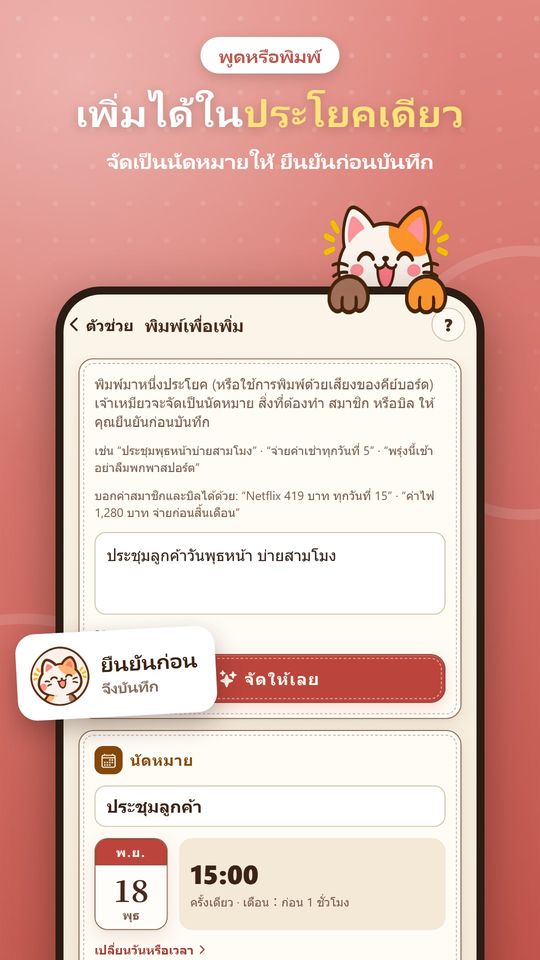 พูดหรือพิมพ์
เพิ่มได้ในประโยคเดียว
จัดเป็นนัดหมายให้ ยืนยันก่อนบันทึก
ตัวช่วย พิมพ์เพื่อเพิ่ม
?
พิมพ์มาหนึ่งประโยค (หรือใช้การพิมพ์ด้วยเสียงของคีย์บอร์ด)
เจ้าเหมียวจะจัดเป็นนัดหมาย สิ่งที่ต้องทำ สมาชิก หรือบิล ให้
คุณยืนยันก่อนบันทึก
เช่น “ประชุมพุธหน้าบ่ายสามโมง” · “จ่ายค่าเช่าทุกวันที่ 5” · “พรุ่งนี้เช้า
อย่าลืมพกพาสปอร์ต”
บอกค่าสมาชิกและบิลได้ด้วย: “Netflix 419 บาท ทุกวันที่ 15” · “ค่าไฟ
1,280 บาท จ่ายก่อนสิ้นเดือน”
ประชุมลูกค้าวันพุธหน้า บ่ายสามโมง
ยืนยันก่อน
จึงบันทึก
จัดให้เลย
นัดหมาย
ประชุมลูกค้า
พ.ย.
18
พุธ
15:00
ครั้งเดียว · เตือน : ก่อน 1 ชั่วโมง
เปลี่ยนวันหรือเวลา